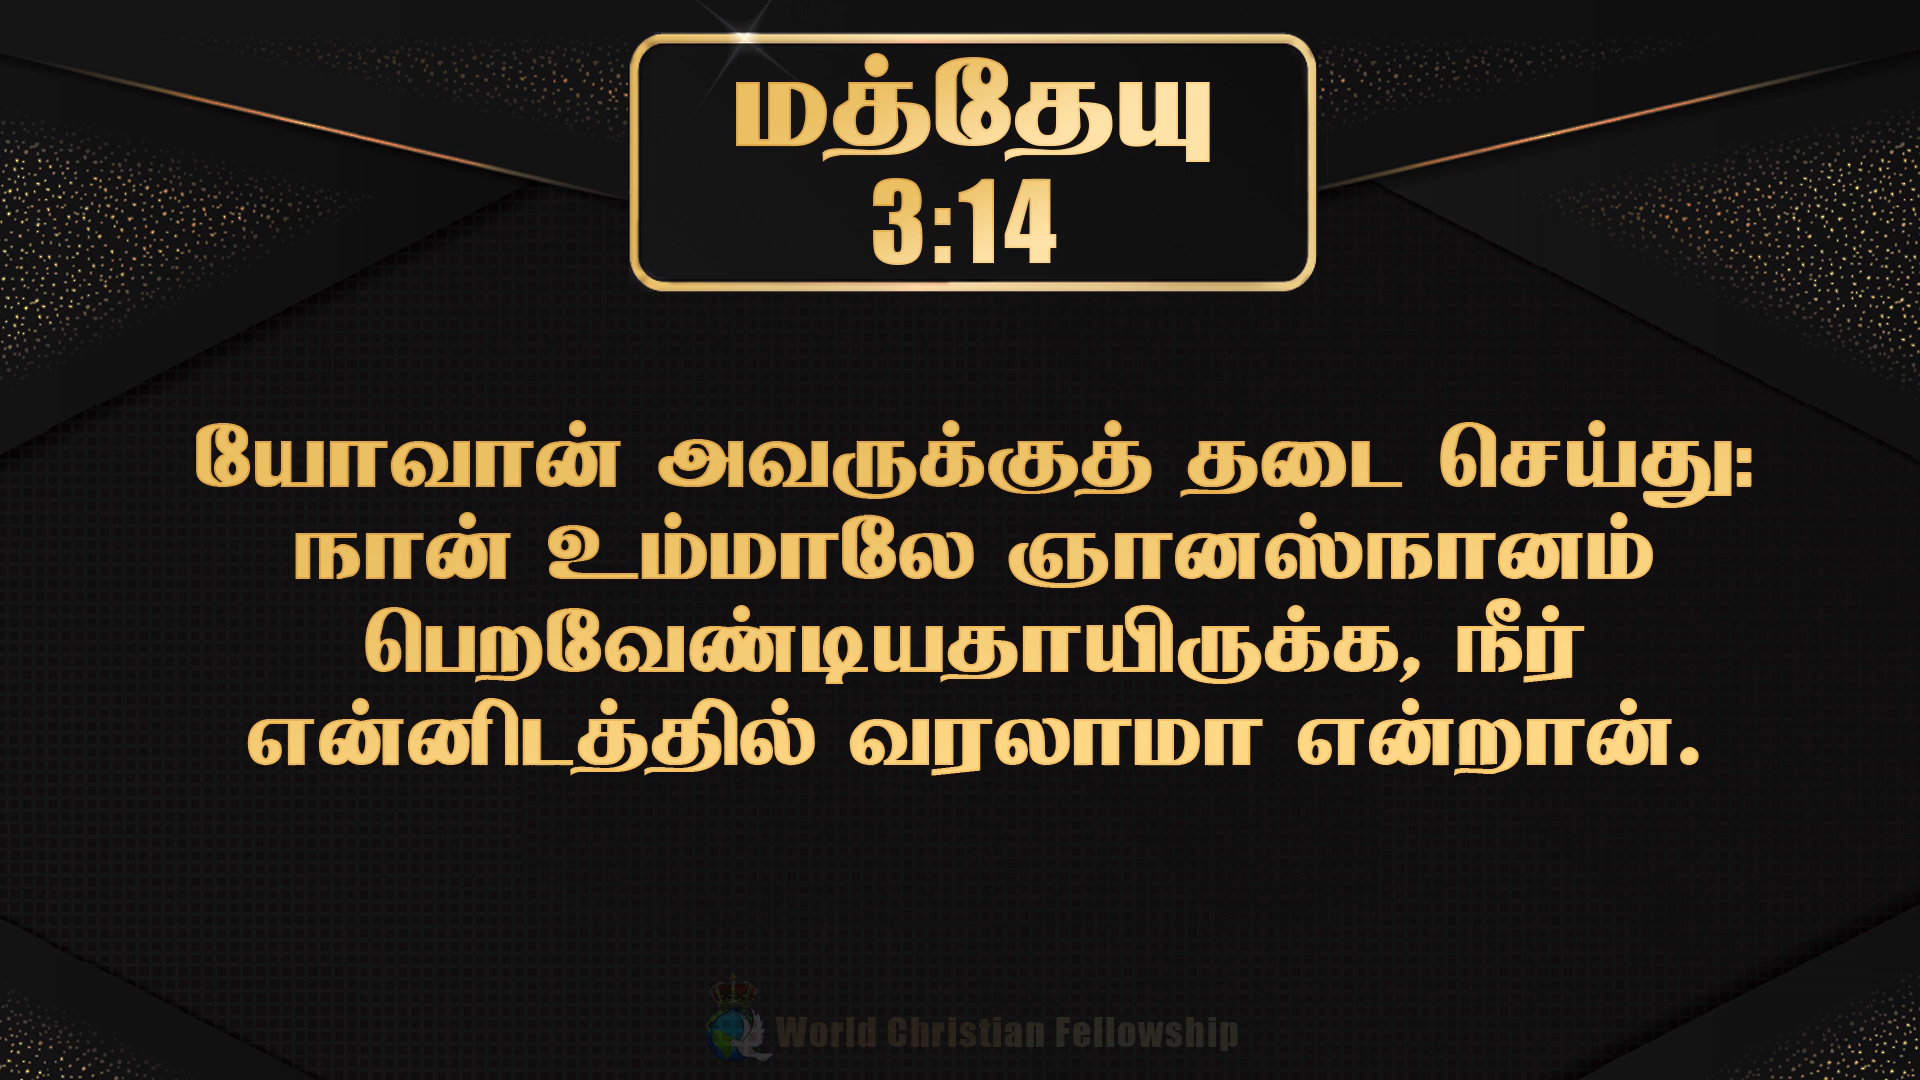 மத்தேயு
3:14
யோவான் அவருக்குத் தடை செய்து:
நான் உம்மாலே ஞானஸ்நானம்
பெறவேண்டியதாயிருக்க, நீர்
என்னிடத்தில் வரலாமா என்றான்.
World Christian Fellowship